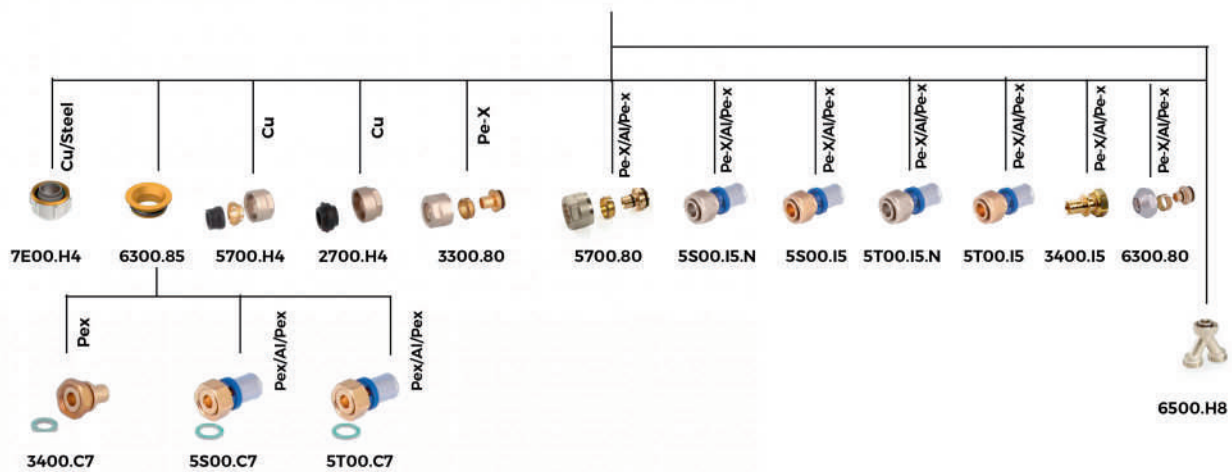 Cu/Steel
Cu
Cu
Pe-X
Pe-X/Al/Pe-x
Pe-X/Al/Pe-x
Pe-X/Al/Pe-x
Pe-X/Al/Pe-x
Pe-X/Al/Pe-x
Pe-X/Al/Pe-x
Pe-X/Al/Pe-x
7E00.H4 6300.85 5700.H4 2700.H4 3300.80 5700.80 5S00.I5.N 5S00.I5 5T00.I5.N 5T00.I5 3400.I5 6300.80
Pex
Pex/Al/Pex
Pex/Al/Pex
6500.H8
3400.C7 5S00.C7 5T00.C7